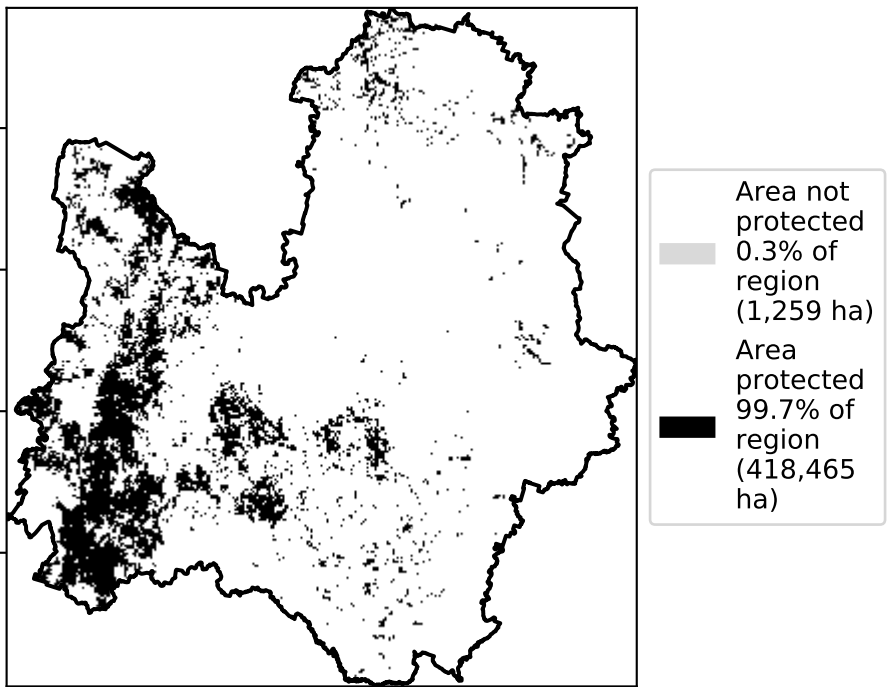 Area not
protected
0.3% of
region
(1,259 ha)
Area
protected
99.7% of
region
(418,465
ha)